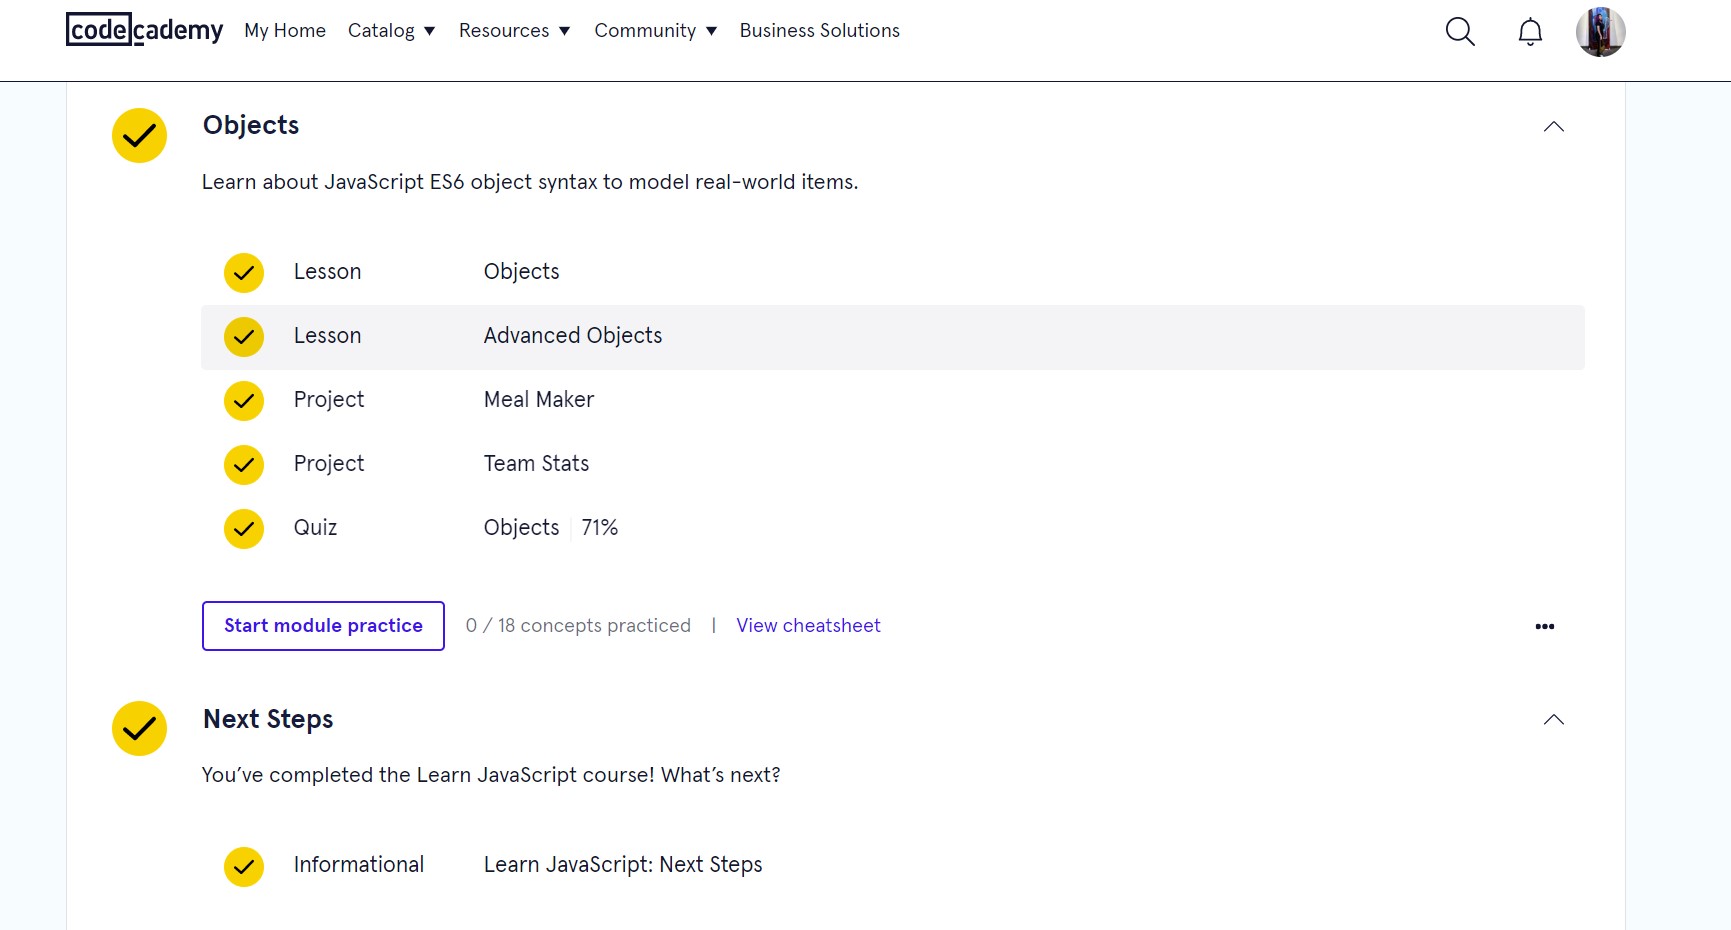 codecademy My Home Catalog Resources Community Business Solutions
Objects
Learn about JavaScript ES6 object syntax to model real-world items.
Lesson Objects
Lesson Advanced Objects
Project Meal Maker
Project Team Stats
Quiz Objects 71%
Start module practice 0 / 18 concepts practiced | View cheatsheet
Next Steps
You’ve completed the Learn JavaScript course! What’s next?
Informational Learn JavaScript: Next Steps